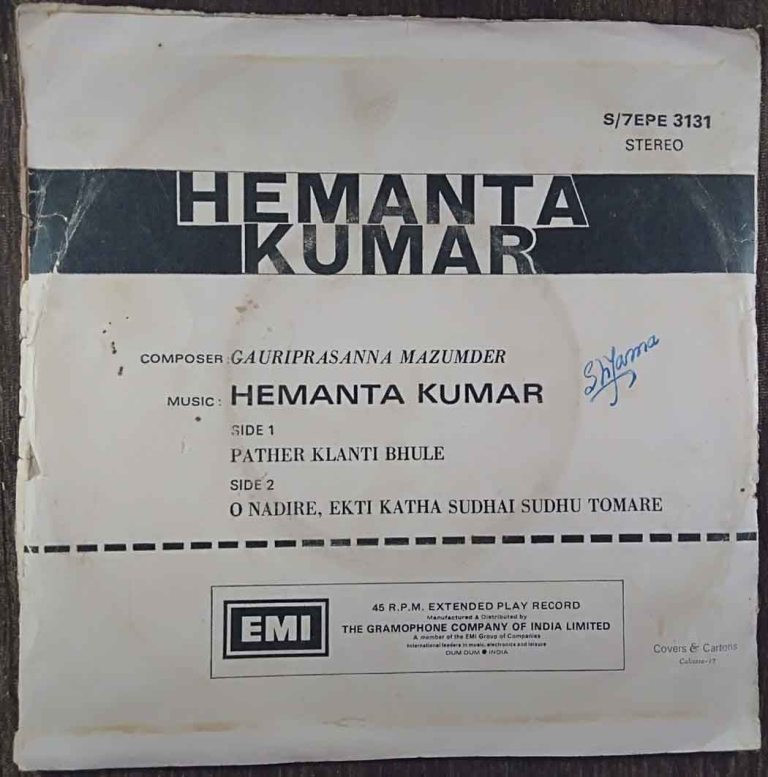 S/7EPE 3131
STEREO
HEMANTA
KUMAR
COMPOSER : GAURIPRASANNA MAZUMDER
MUSIC : HEMANTA KUMAR
Shyama
SIDE 1
PATHER KLANTI BHULE
SIDE 2
O NADIRE, EKTI KATHA SUDHAI SUDHU TOMARE
EMI
45 R.P.M. EXTENDED PLAY RECORD
Manufactured & Distributed by
THE GRAMOPHONE COMPANY OF INDIA LIMITED
A member of the EMI Group of Companies
International leaders in music, electronics and leisure
DUM DUM ● INDIA
Covers & Cartons
Calcutta-17